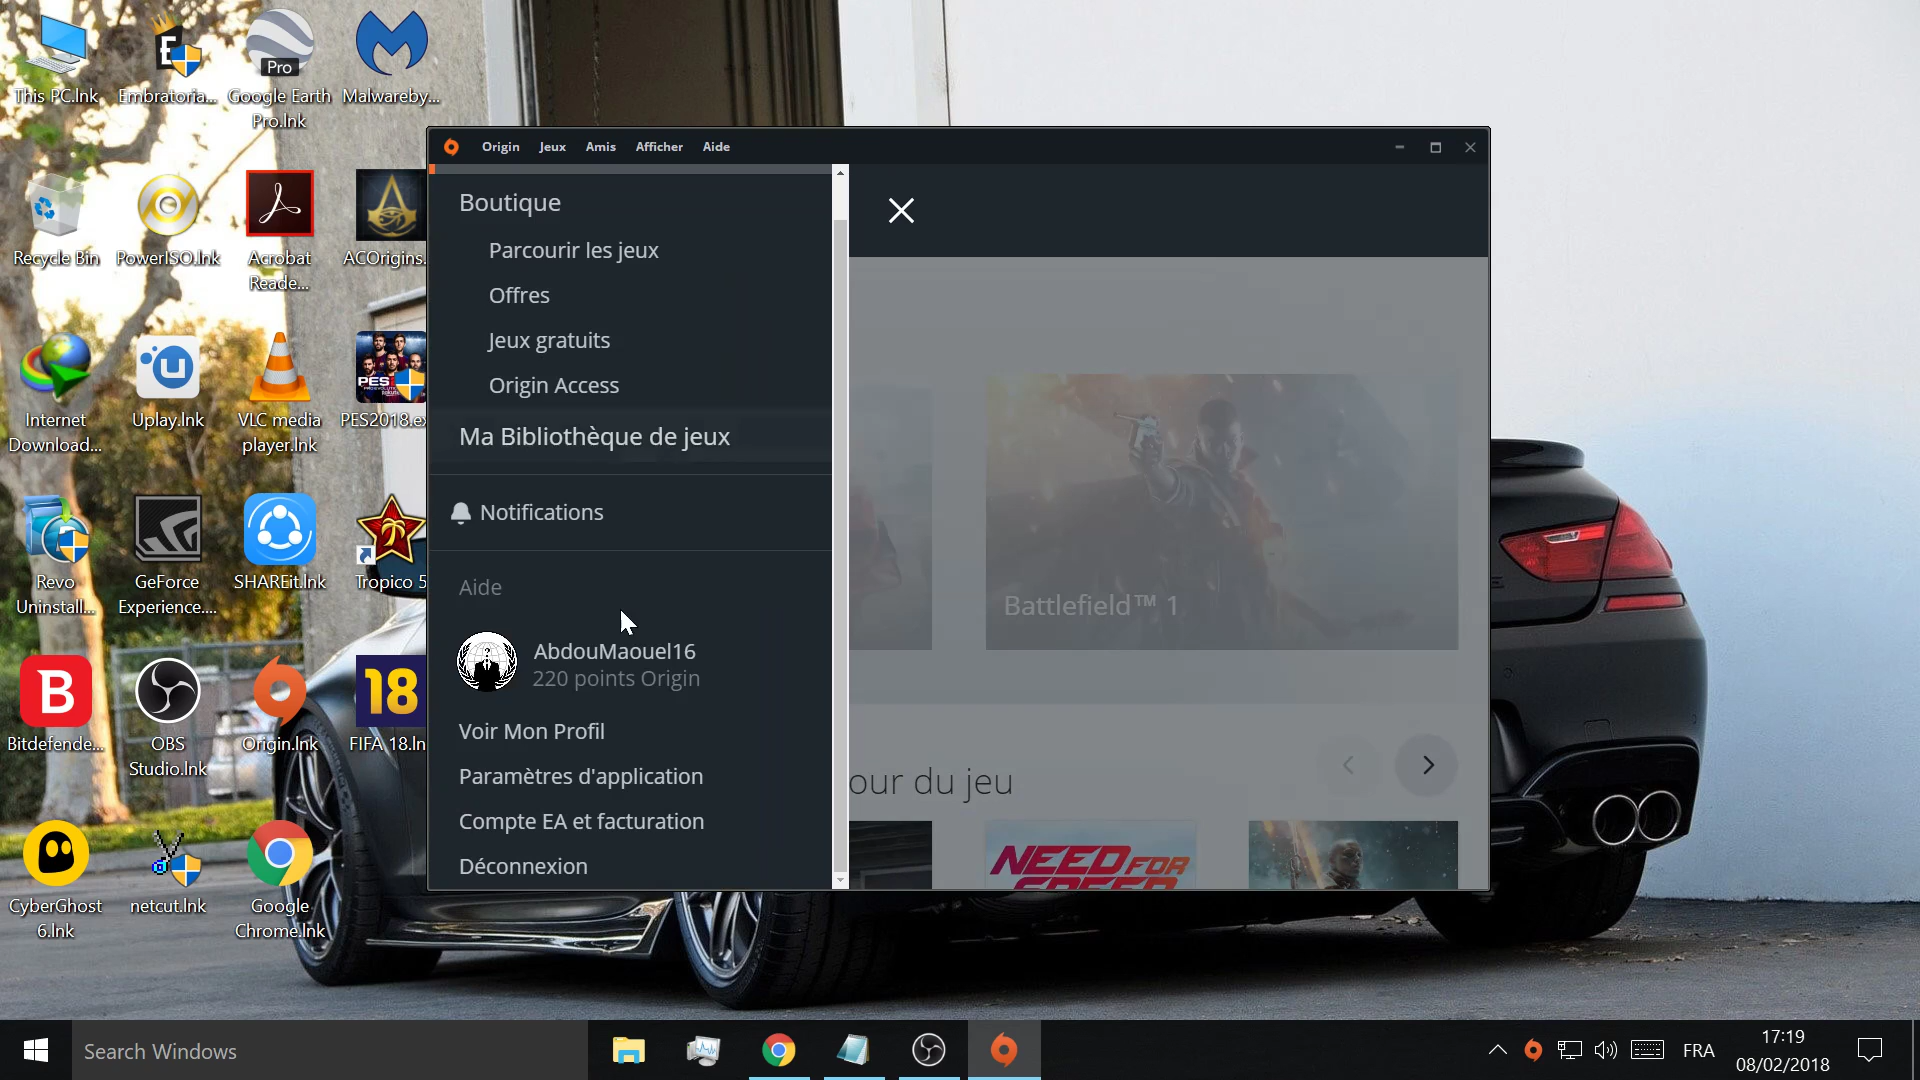 This PC.lnk
Embratoria...
Pro
Google Earth
Pro.lnk
Malwareby...
Recycle Bin
PowerISO.lnk
Acrobat
Reade...
ACOrigins.
Internet
Download...
Uplay.lnk
VLC media
player.lnk
PES
PES2018.ex
Revo
Uninstall...
GeForce
Experience....
SHAREit.lnk
Tropico 5
B
Bitdefende...
OBS
Studio.lnk
Origin.lnk
18
FIFA 18.ln
CyberGhost
6.lnk
netcut.lnk
Google
Chrome.lnk
Origin Jeux Amis Afficher Aide
Boutique
Parcourir les jeux
Offres
Jeux gratuits
Origin Access
Ma Bibliothèque de jeux
Notifications
Aide
AbdouMaouel16
220 points Origin
Voir Mon Profil
Paramètres d'application
Compte EA et facturation
Déconnexion
Battlefield™ 1
our du jeu
NEED FOR
SPEED
Search Windows
FRA
17:19
08/02/2018